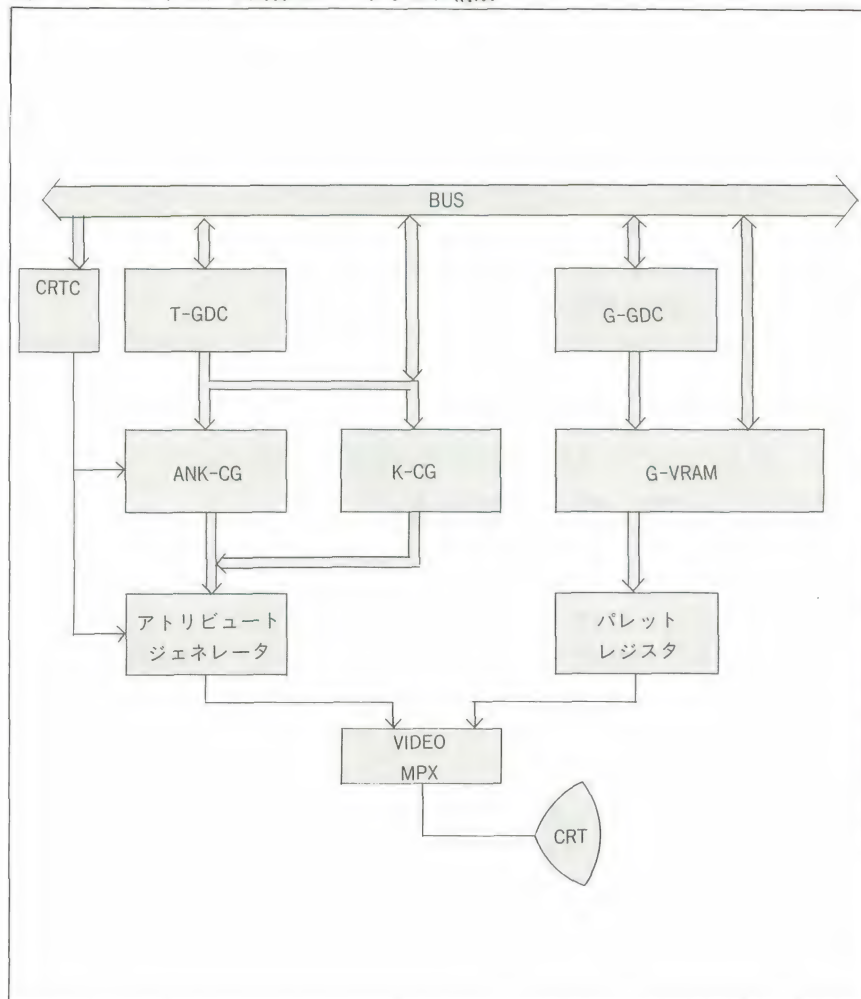 BUS
CRTC
T-GDC
G-GDC
ANK-CG
K-CG
G-VRAM
アトリビュート
ジェネレータ
パレット
レジスタ
VIDEO
MPX
CRT